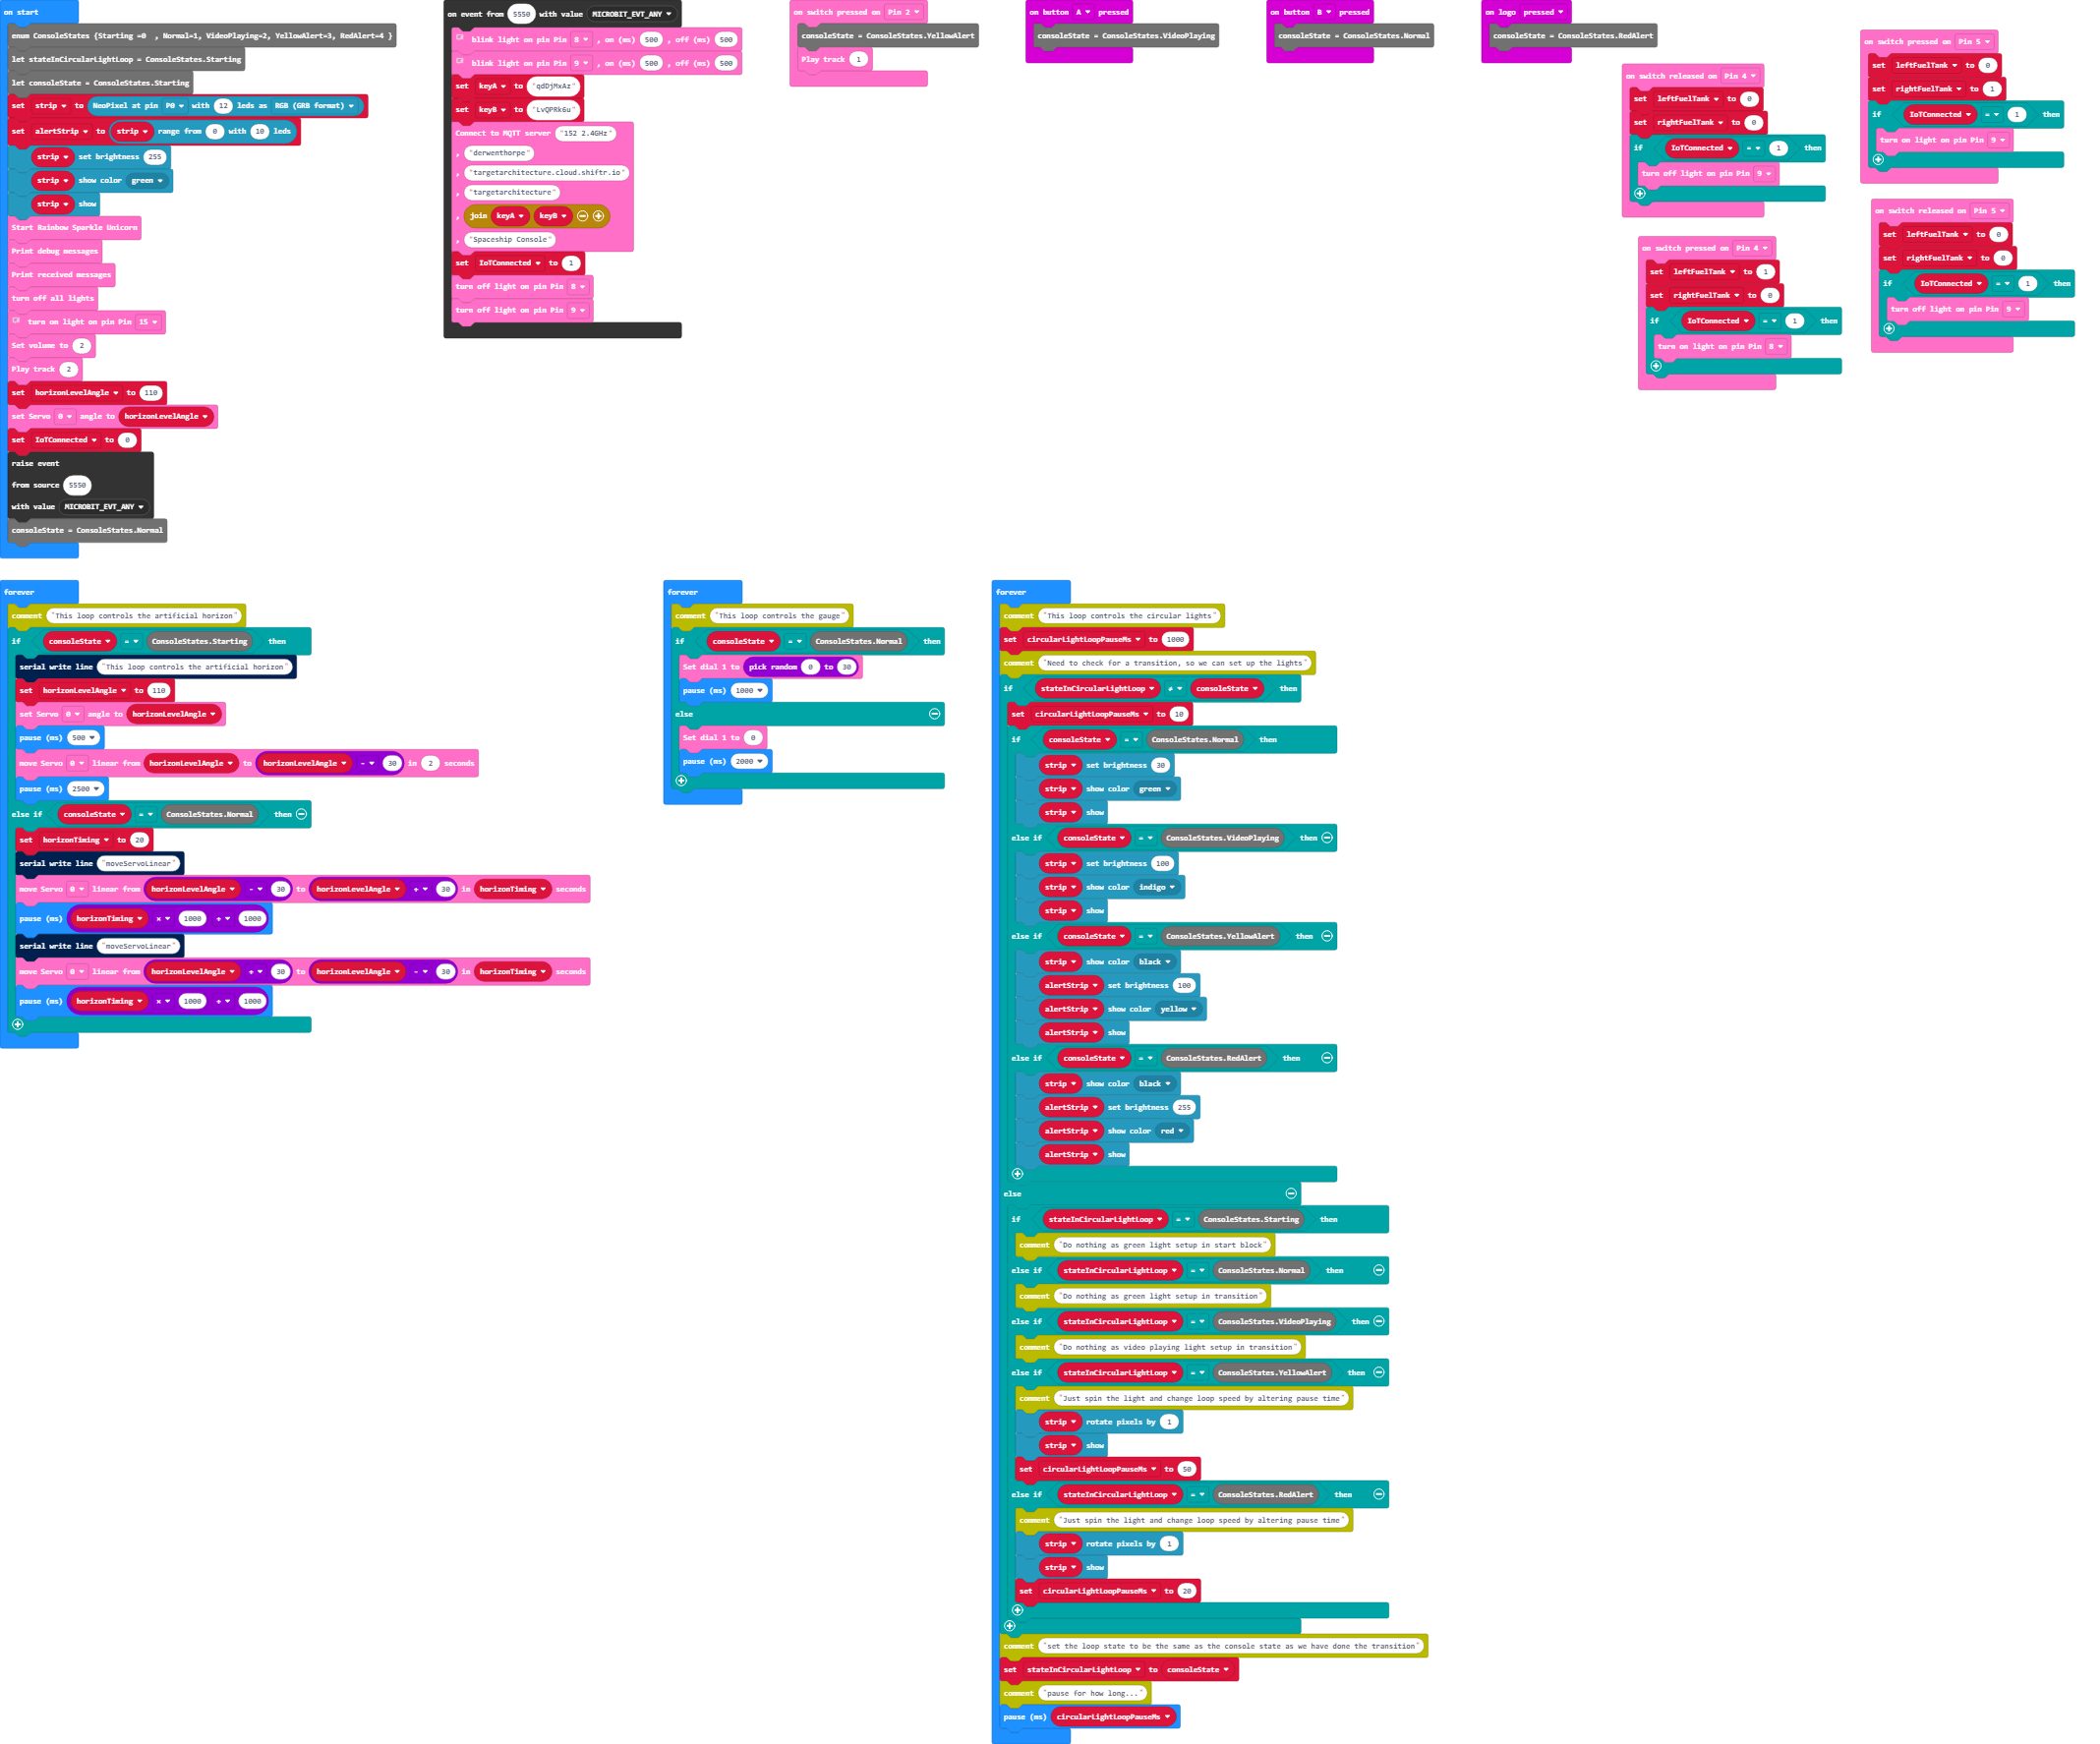 on start
enum ConsoleStates {Starting =0 , Normal=1, VideoPlaying=2, YellowAlert=3, RedAlert=4 }
let stateInCircularLightLoop = ConsoleStates.Starting
let consoleState = ConsoleStates.Starting
set strip to NeoPixel at pin P0 with 12 leds as RGB (GRB format)
set alertStrip to strip range from 0 with 10 leds
strip set brightness 255
strip show color green
strip show
Start Rainbow Sparkle Unicorn
Print debug messages
Print received messages
turn off all lights
turn on light on pin Pin 15
Set volume to 2
Play track 2
set horizonLevelAngle to 110
set Servo 0 angle to horizonLevelAngle
set IoTConnected to 0
raise event
from source 5550
with value MICROBIT_EVT_ANY
consoleState = ConsoleStates.Normal
on event from 5550 with value MICROBIT_EVT_ANY
blink light on pin Pin 8 , on (ms) 500 , off (ms) 500
blink light on pin Pin 9 , on (ms) 500 , off (ms) 500
set keyA to "qdDjMxAz"
set keyB to "LvQPRk6u"
Connect to MQTT server "152 2.4GHz"
, "derwenthorpe"
, "targetarchitecture.cloud.shiftr.io"
, "targetarchitecture"
, join keyA keyB
, "Spaceship Console"
set IoTConnected to 1
turn off light on pin Pin 8
turn off light on pin Pin 9
on switch pressed on Pin 2
consoleState = ConsoleStates.YellowAlert
Play track 1
on button A pressed
consoleState = ConsoleStates.VideoPlaying
on button B pressed
consoleState = ConsoleStates.Normal
on logo pressed
consoleState = ConsoleStates.RedAlert
on switch released on Pin 4
set leftFuelTank to 0
set rightFuelTank to 0
if IoTConnected = 1 then
turn off light on pin Pin 9
on switch pressed on Pin 5
set leftFuelTank to 0
set rightFuelTank to 1
if IoTConnected = 1 then
turn on light on pin Pin 9
on switch pressed on Pin 4
set leftFuelTank to 1
set rightFuelTank to 0
if IoTConnected = 1 then
turn on light on pin Pin 8
on switch released on Pin 5
set leftFuelTank to 0
set rightFuelTank to 0
if IoTConnected = 1 then
turn off light on pin Pin 9
forever
comment "This loop controls the artificial horizon"
if consoleState = ConsoleStates.Starting then
serial write line "This loop controls the artificial horizon"
set horizonLevelAngle to 110
set Servo 0 angle to horizonLevelAngle
pause (ms) 500
move Servo 0 linear from horizonLevelAngle to horizonLevelAngle - 30 in 2 seconds
pause (ms) 2500
else if consoleState = ConsoleStates.Normal then
set horizonTiming to 20
serial write line "moveServoLinear"
move Servo 0 linear from horizonLevelAngle - 30 to horizonLevelAngle + 30 in horizonTiming seconds
pause (ms) horizonTiming × 1000 + 1000
serial write line "moveServoLinear"
move Servo 0 linear from horizonLevelAngle + 30 to horizonLevelAngle - 30 in horizonTiming seconds
pause (ms) horizonTiming × 1000 + 1000
forever
comment "This loop controls the gauge"
if consoleState = ConsoleStates.Normal then
Set dial 1 to pick random 0 to 30
pause (ms) 1000
else
Set dial 1 to 0
pause (ms) 2000
forever
comment "This loop controls the circular lights"
set circularLightLoopPauseMs to 1000
comment "Need to check for a transition, so we can set up the lights"
if stateInCircularLightLoop ≠ consoleState then
set circularLightLoopPauseMs to 10
if consoleState = ConsoleStates.Normal then
strip set brightness 30
strip show color green
strip show
else if consoleState = ConsoleStates.VideoPlaying then
strip set brightness 100
strip show color indigo
strip show
else if consoleState = ConsoleStates.YellowAlert then
strip show color black
alertStrip set brightness 100
alertStrip show color yellow
alertStrip show
else if consoleState = ConsoleStates.RedAlert then
strip show color black
alertStrip set brightness 255
alertStrip show color red
alertStrip show
else
if stateInCircularLightLoop = ConsoleStates.Starting then
comment "Do nothing as green light setup in start block"
else if stateInCircularLightLoop = ConsoleStates.Normal then
comment "Do nothing as green light setup in transition"
else if stateInCircularLightLoop = ConsoleStates.VideoPlaying then
comment "Do nothing as video playing light setup in transition"
else if stateInCircularLightLoop = ConsoleStates.YellowAlert then
comment "Just spin the light and change loop speed by altering pause time"
strip rotate pixels by 1
strip show
set circularLightLoopPauseMs to 50
else if stateInCircularLightLoop = ConsoleStates.RedAlert then
comment "Just spin the light and change loop speed by altering pause time"
strip rotate pixels by 1
strip show
set circularLightLoopPauseMs to 20
comment "set the loop state to be the same as the console state as we have done the transition"
set stateInCircularLightLoop to consoleState
comment "pause for how long..."
pause (ms) circularLightLoopPauseMs